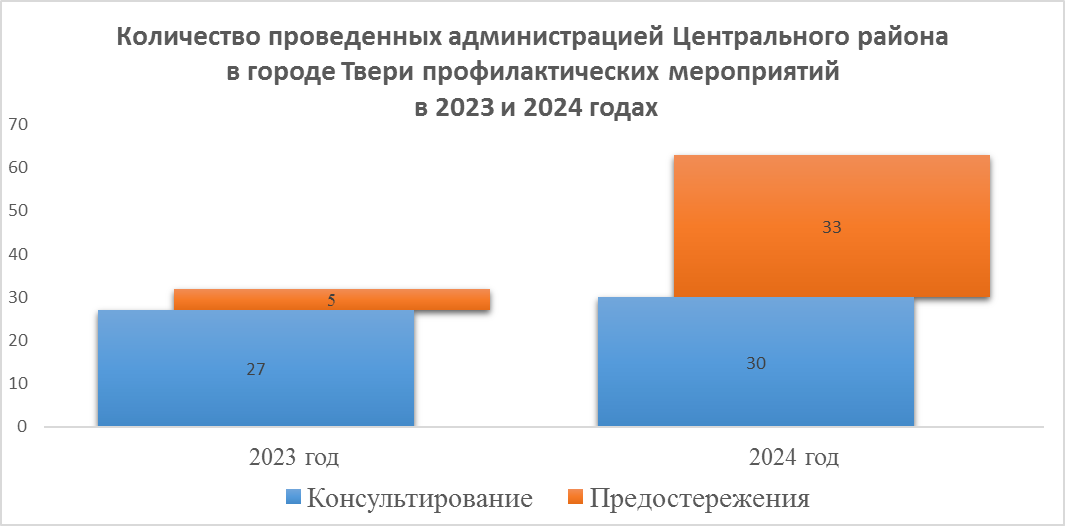 Количество проведенных администрацией Центрального района
в городе Твери профилактических мероприятий
в 2023 и 2024 годах
70
60
50
40
30
20
10
0
5
27
33
30
2023 год
2024 год
Консультирование
Предостережения